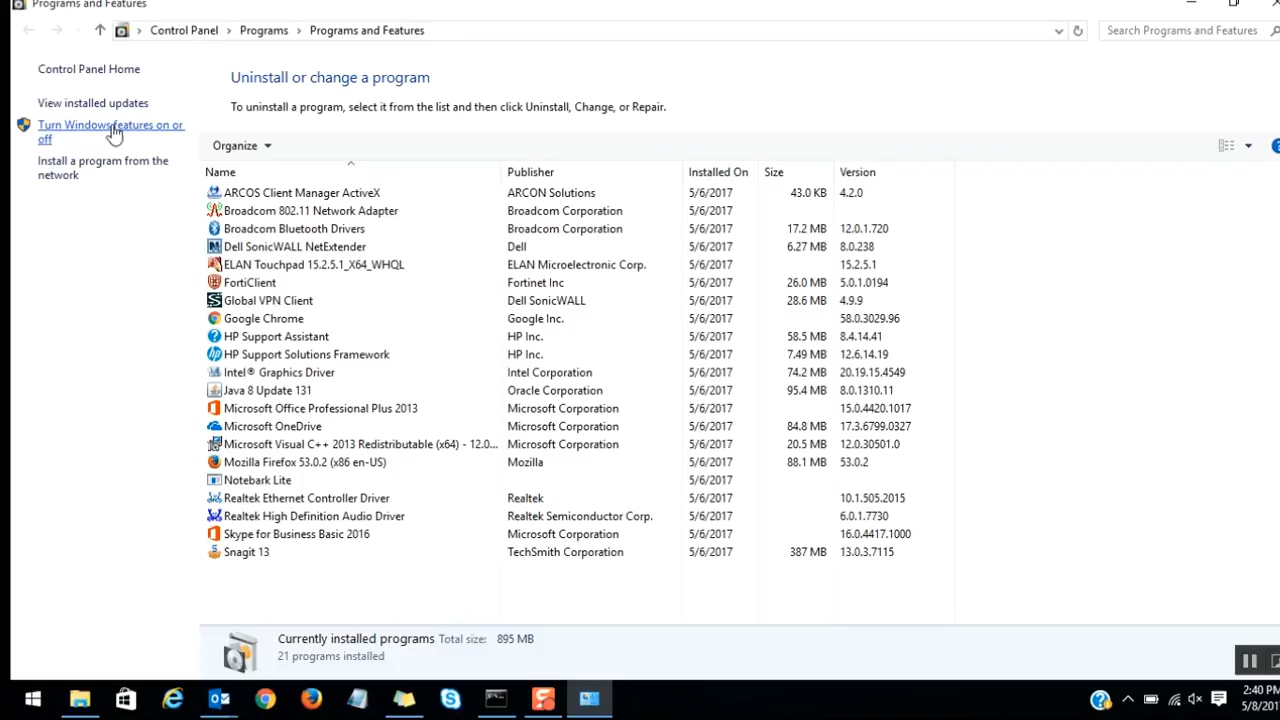 Programs and Features
Control Panel > Programs > Programs and Features
Search Programs and Features
Control Panel Home
View installed updates
Turn Windows features on or
off
Install a program from the
network
Uninstall or change a program
To uninstall a program, select it from the list and then click Uninstall, Change, or Repair.
Organize
Name Publisher Installed On Size Version
ARCOS Client Manager ActiveX ARCON Solutions 5/6/2017 43.0 KB 4.2.0
Broadcom 802.11 Network Adapter Broadcom Corporation 5/6/2017
Broadcom Bluetooth Drivers Broadcom Corporation 5/6/2017 17.2 MB 12.0.1.720
Dell SonicWALL NetExtender Dell 5/6/2017 6.27 MB 8.0.238
ELAN Touchpad 15.2.5.1_X64_WHQL ELAN Microelectronic Corp. 5/6/2017 15.2.5.1
FortiClient Fortinet Inc 5/6/2017 26.0 MB 5.0.1.0194
Global VPN Client Dell SonicWALL 5/6/2017 28.6 MB 4.9.9
Google Chrome Google Inc. 5/6/2017 58.0.3029.96
HP Support Assistant HP Inc. 5/6/2017 58.5 MB 8.4.14.41
HP Support Solutions Framework HP Inc. 5/6/2017 7.49 MB 12.6.14.19
Intel® Graphics Driver Intel Corporation 5/6/2017 74.2 MB 20.19.15.4549
Java 8 Update 131 Oracle Corporation 5/6/2017 95.4 MB 8.0.1310.11
Microsoft Office Professional Plus 2013 Microsoft Corporation 5/6/2017 15.0.4420.1017
Microsoft OneDrive Microsoft Corporation 5/6/2017 84.8 MB 17.3.6799.0327
Microsoft Visual C++ 2013 Redistributable (x64) - 12.0... Microsoft Corporation 5/6/2017 20.5 MB 12.0.30501.0
Mozilla Firefox 53.0.2 (x86 en-US) Mozilla 5/6/2017 88.1 MB 53.0.2
Notebark Lite 5/6/2017
Realtek Ethernet Controller Driver Realtek 5/6/2017 10.1.505.2015
Realtek High Definition Audio Driver Realtek Semiconductor Corp. 5/6/2017 6.0.1.7730
Skype for Business Basic 2016 Microsoft Corporation 5/6/2017 16.0.4417.1000
Snagit 13 TechSmith Corporation 5/6/2017 387 MB 13.0.3.7115
Currently installed programs Total size: 895 MB
21 programs installed
2:40 PM
5/8/201